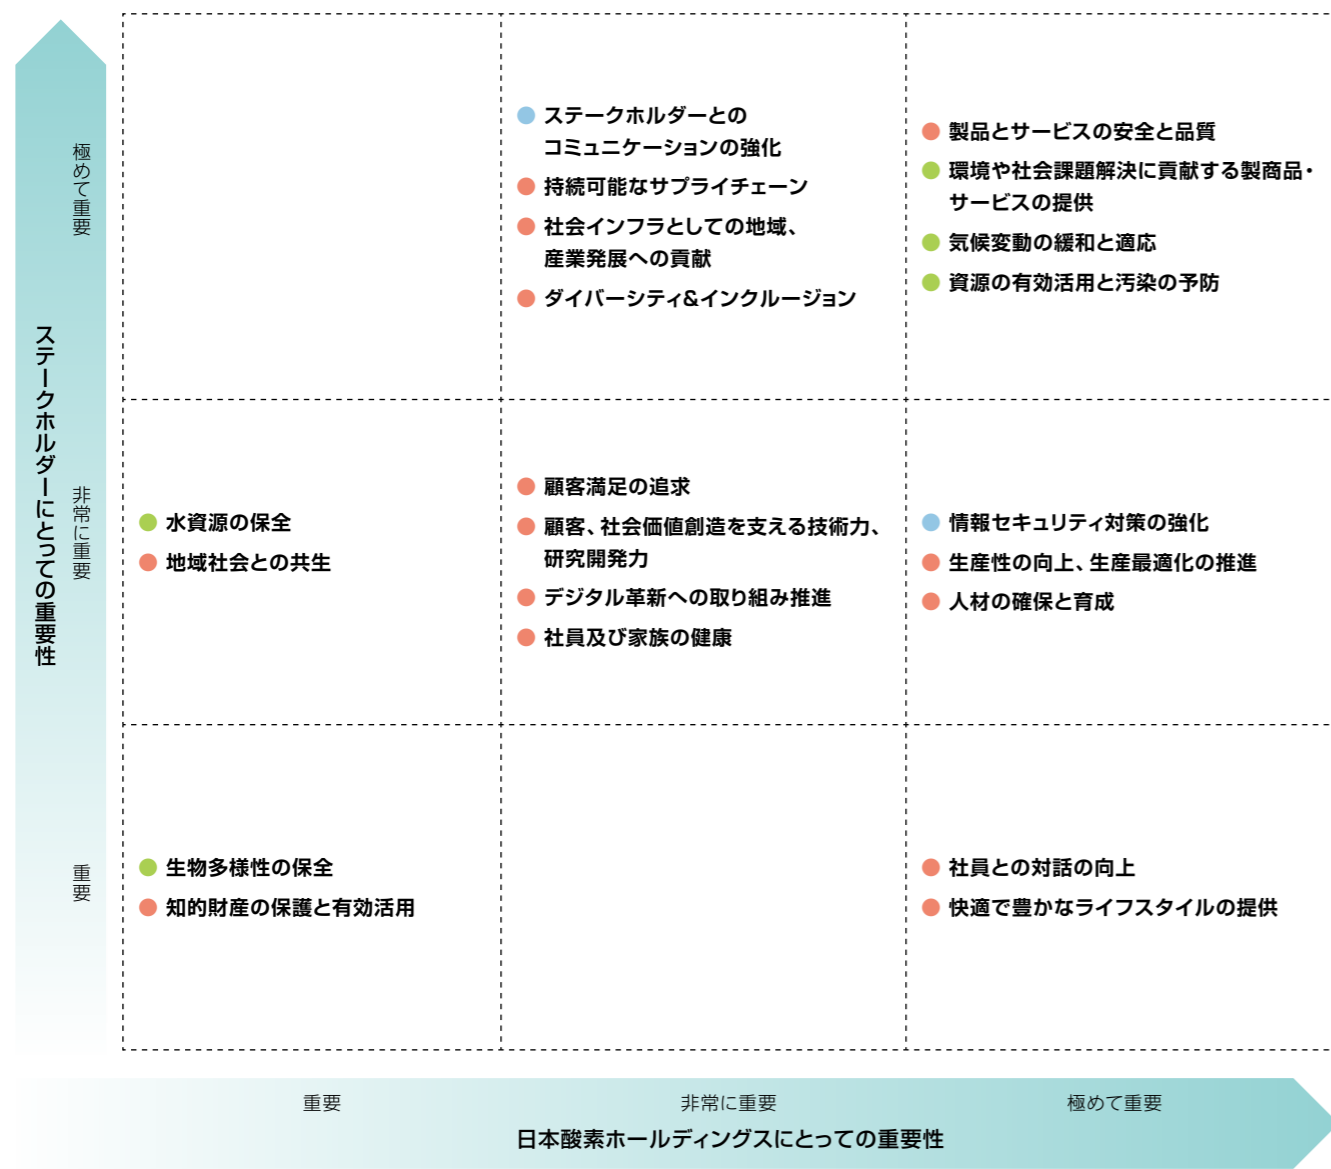 ステークホルダーにとっての重要性
極めて重要
非常に重要
重要
ステークホルダーとの
コミュニケーションの強化
持続可能なサプライチェーン
社会インフラとしての地域、
産業発展への貢献
ダイバーシティ&インクルージョン
製品とサービスの安全と品質
環境や社会課題解決に貢献する製商品・
サービスの提供
気候変動の緩和と適応
資源の有効活用と汚染の予防
水資源の保全
地域社会との共生
顧客満足の追求
顧客、社会価値創造を支える技術力、
研究開発力
デジタル革新への取り組み推進
社員及び家族の健康
情報セキュリティ対策の強化
生産性の向上、生産最適化の推進
人材の確保と育成
生物多様性の保全
知的財産の保護と有効活用
社員との対話の向上
快適で豊かなライフスタイルの提供
重要
非常に重要
極めて重要
日本酸素ホールディングスにとっての重要性